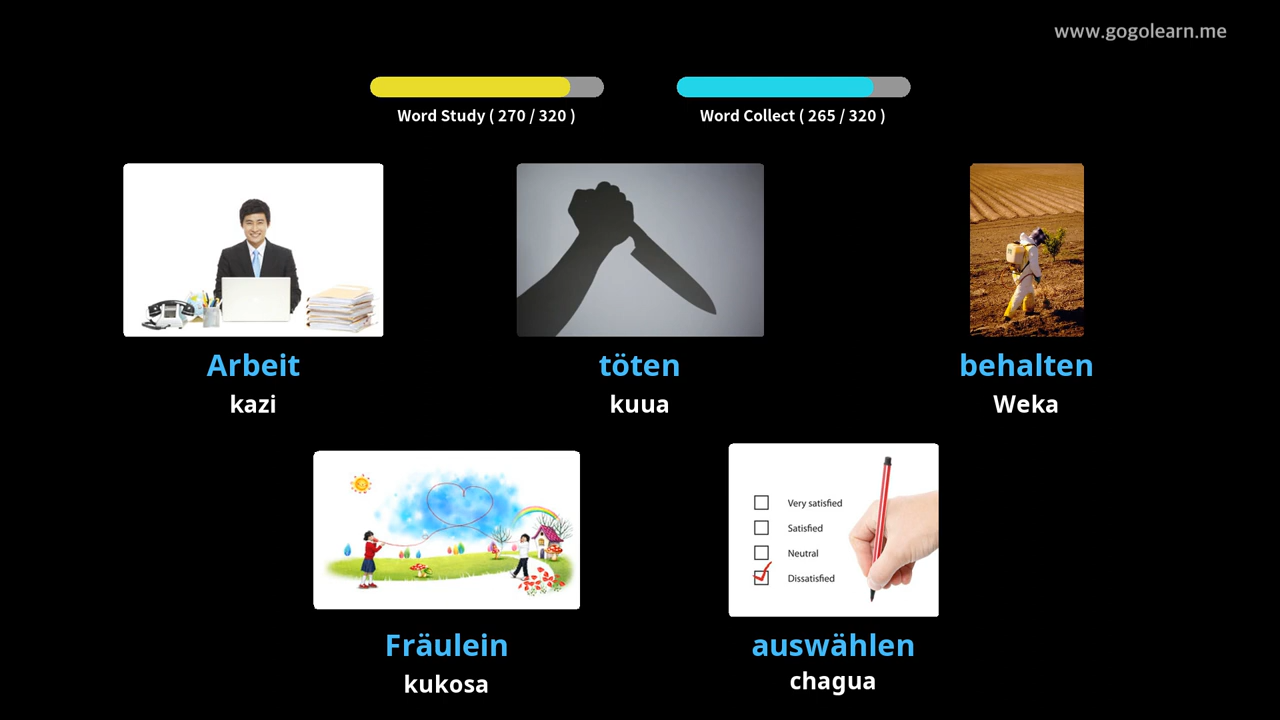 www.gogolearn.me
Word Study ( 270 / 320 )
Word Collect ( 265 / 320 )
Arbeit
kazi
töten
kuua
behalten
Weka
Very satisfied
Satisfied
Neutral
Dissatisfied
Fräulein
kukosa
auswählen
chagua